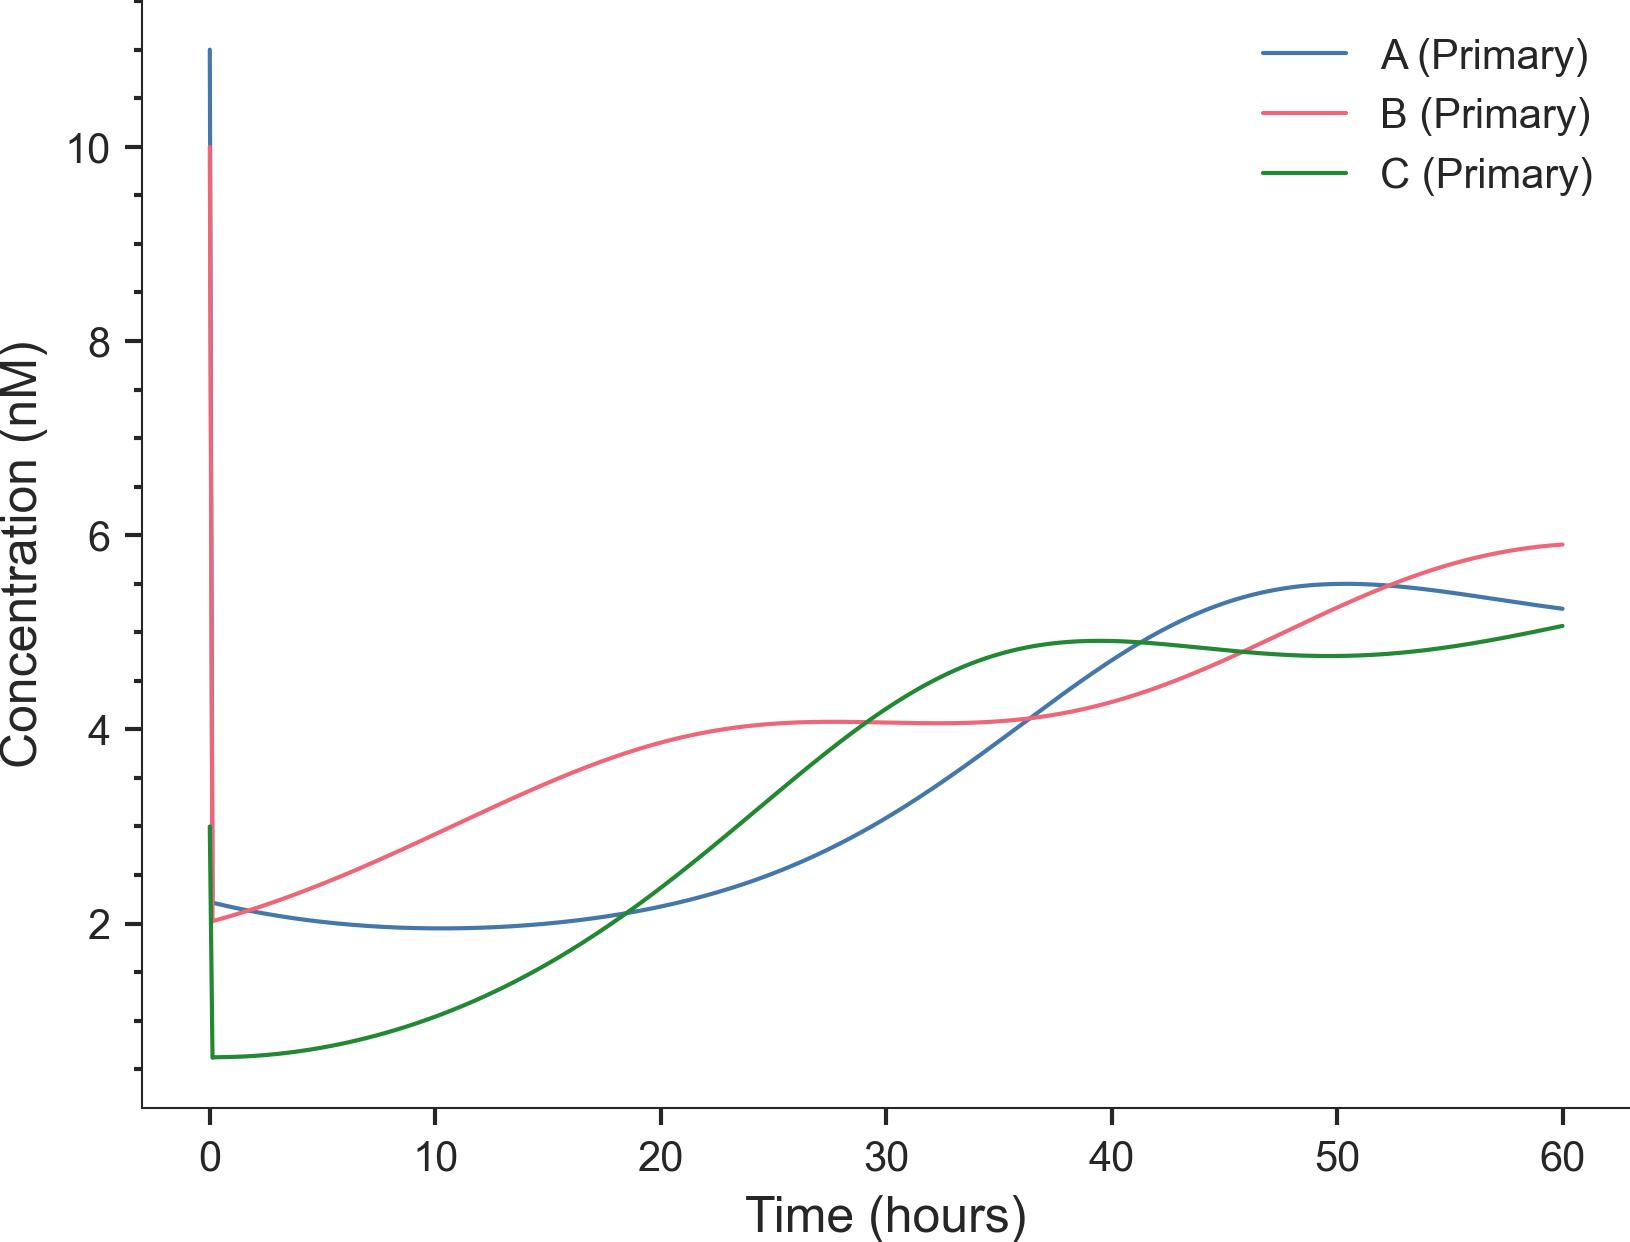 A (Primary)
B (Primary)
C (Primary)
Concentration (nM)
10
8
6
4
2
0 10 20 30 40 50 60
Time (hours)